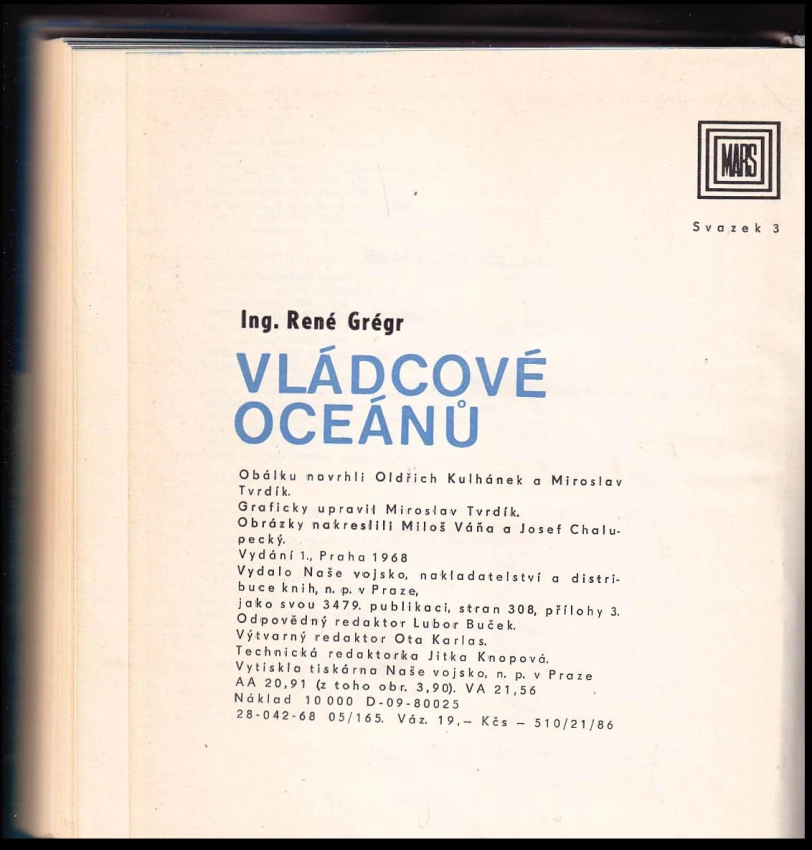 MARS
Svazek 3
Ing. René Grégr
VLÁDCOVÉ
OCEÁNŮ
Obálku navrhli Oldřich Kulhánek a Miroslav
Tvrdík.
Graficky upravil Miroslav Tvrdík.
Obrázky nakreslili Miloš Váňa a Josef Chalu-
pecký.
Vydání 1., Praha 1968
Vydalo Naše vojsko, nakladatelství a distri-
buce knih, n. p. v Praze,
jako svou 3479. publikaci, stran 308, přílohy 3.
Odpovědný redaktor Lubor Buček.
Výtvarný redaktor Ota Karlas.
Technická redaktorka Jitka Knopová.
Vytiskla tiskárna Naše vojsko, n. p. v Praze
AA 20,91 (z toho obr. 3,90). VA 21,56
Náklad 10 000 D-09-80025
28-042-68 05/165. Váz. 19,– Kčs – 510/21/86